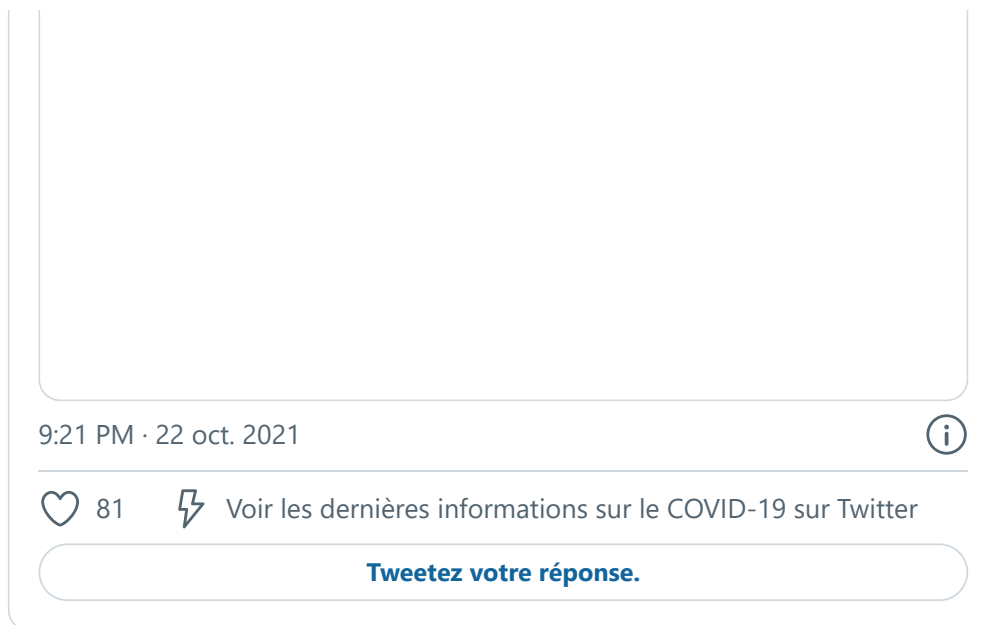 9:21 PM · 22 oct. 2021
81 Voir les dernières informations sur le COVID-19 sur Twitter
Tweetez votre réponse.